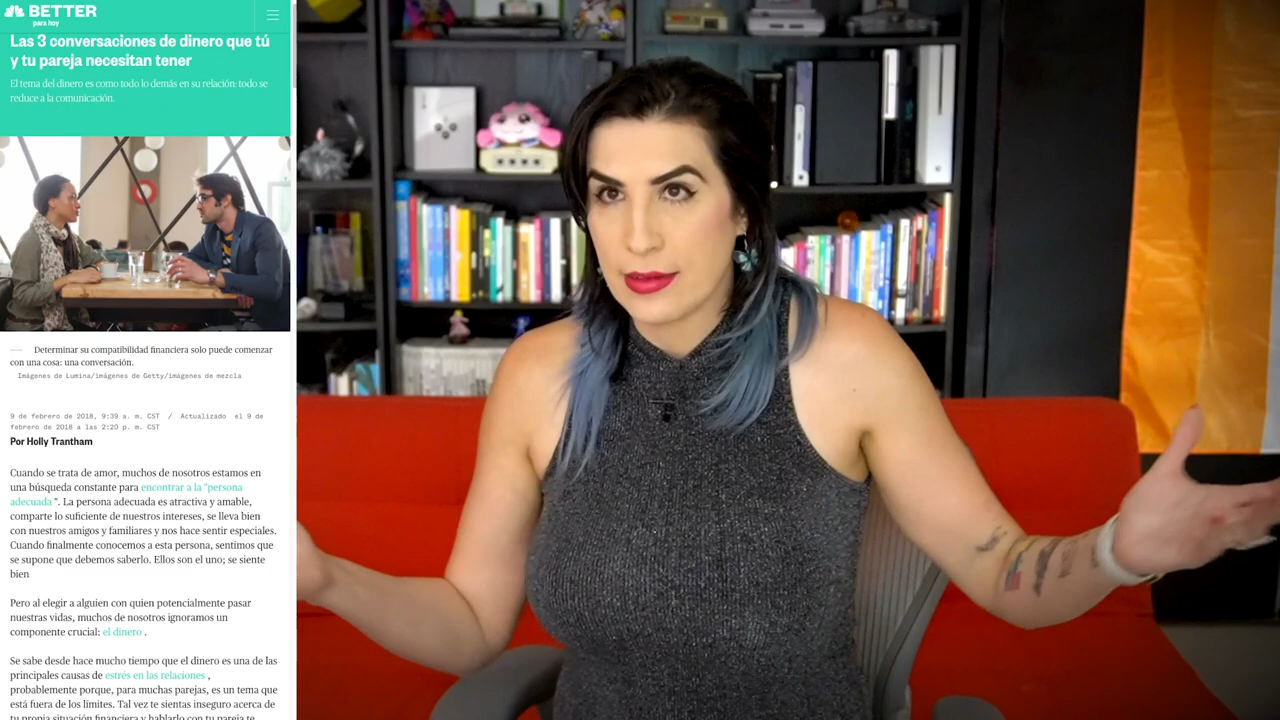 BETTER
para hoy
Las 3 conversaciones de dinero que tú
y tu pareja necesitan tener
El tema del dinero es como todo lo demás en su relación: todo se
reduce a la comunicación.
Determinar su compatibilidad financiera solo puede comenzar
con una cosa: una conversación.
Imágenes de Lumina/imágenes de Getty/imágenes de mezcla
9 de febrero de 2018, 9:39 a. m. CST / Actualizado el 9 de
febrero de 2018 a las 2:20 p. m. CST
Por Holly Trantham
Cuando se trata de amor, muchos de nosotros estamos en
una búsqueda constante para encontrar a la "persona
adecuada ". La persona adecuada es atractiva y amable,
comparte lo suficiente de nuestros intereses, se lleva bien
con nuestros amigos y familiares y nos hace sentir especiales.
Cuando finalmente conocemos a esta persona, sentimos que
se supone que debemos saberlo. Ellos son el uno; se siente
bien
Pero al elegir a alguien con quien potencialmente pasar
nuestras vidas, muchos de nosotros ignoramos un
componente crucial: el dinero .
Se sabe desde hace mucho tiempo que el dinero es una de las
principales causas de estrés en las relaciones ,
probablemente porque, para muchas parejas, es un tema que
está fuera de los límites. Tal vez te sientas inseguro acerca de
tu propia situación financiera y hablarlo con tu pareja te